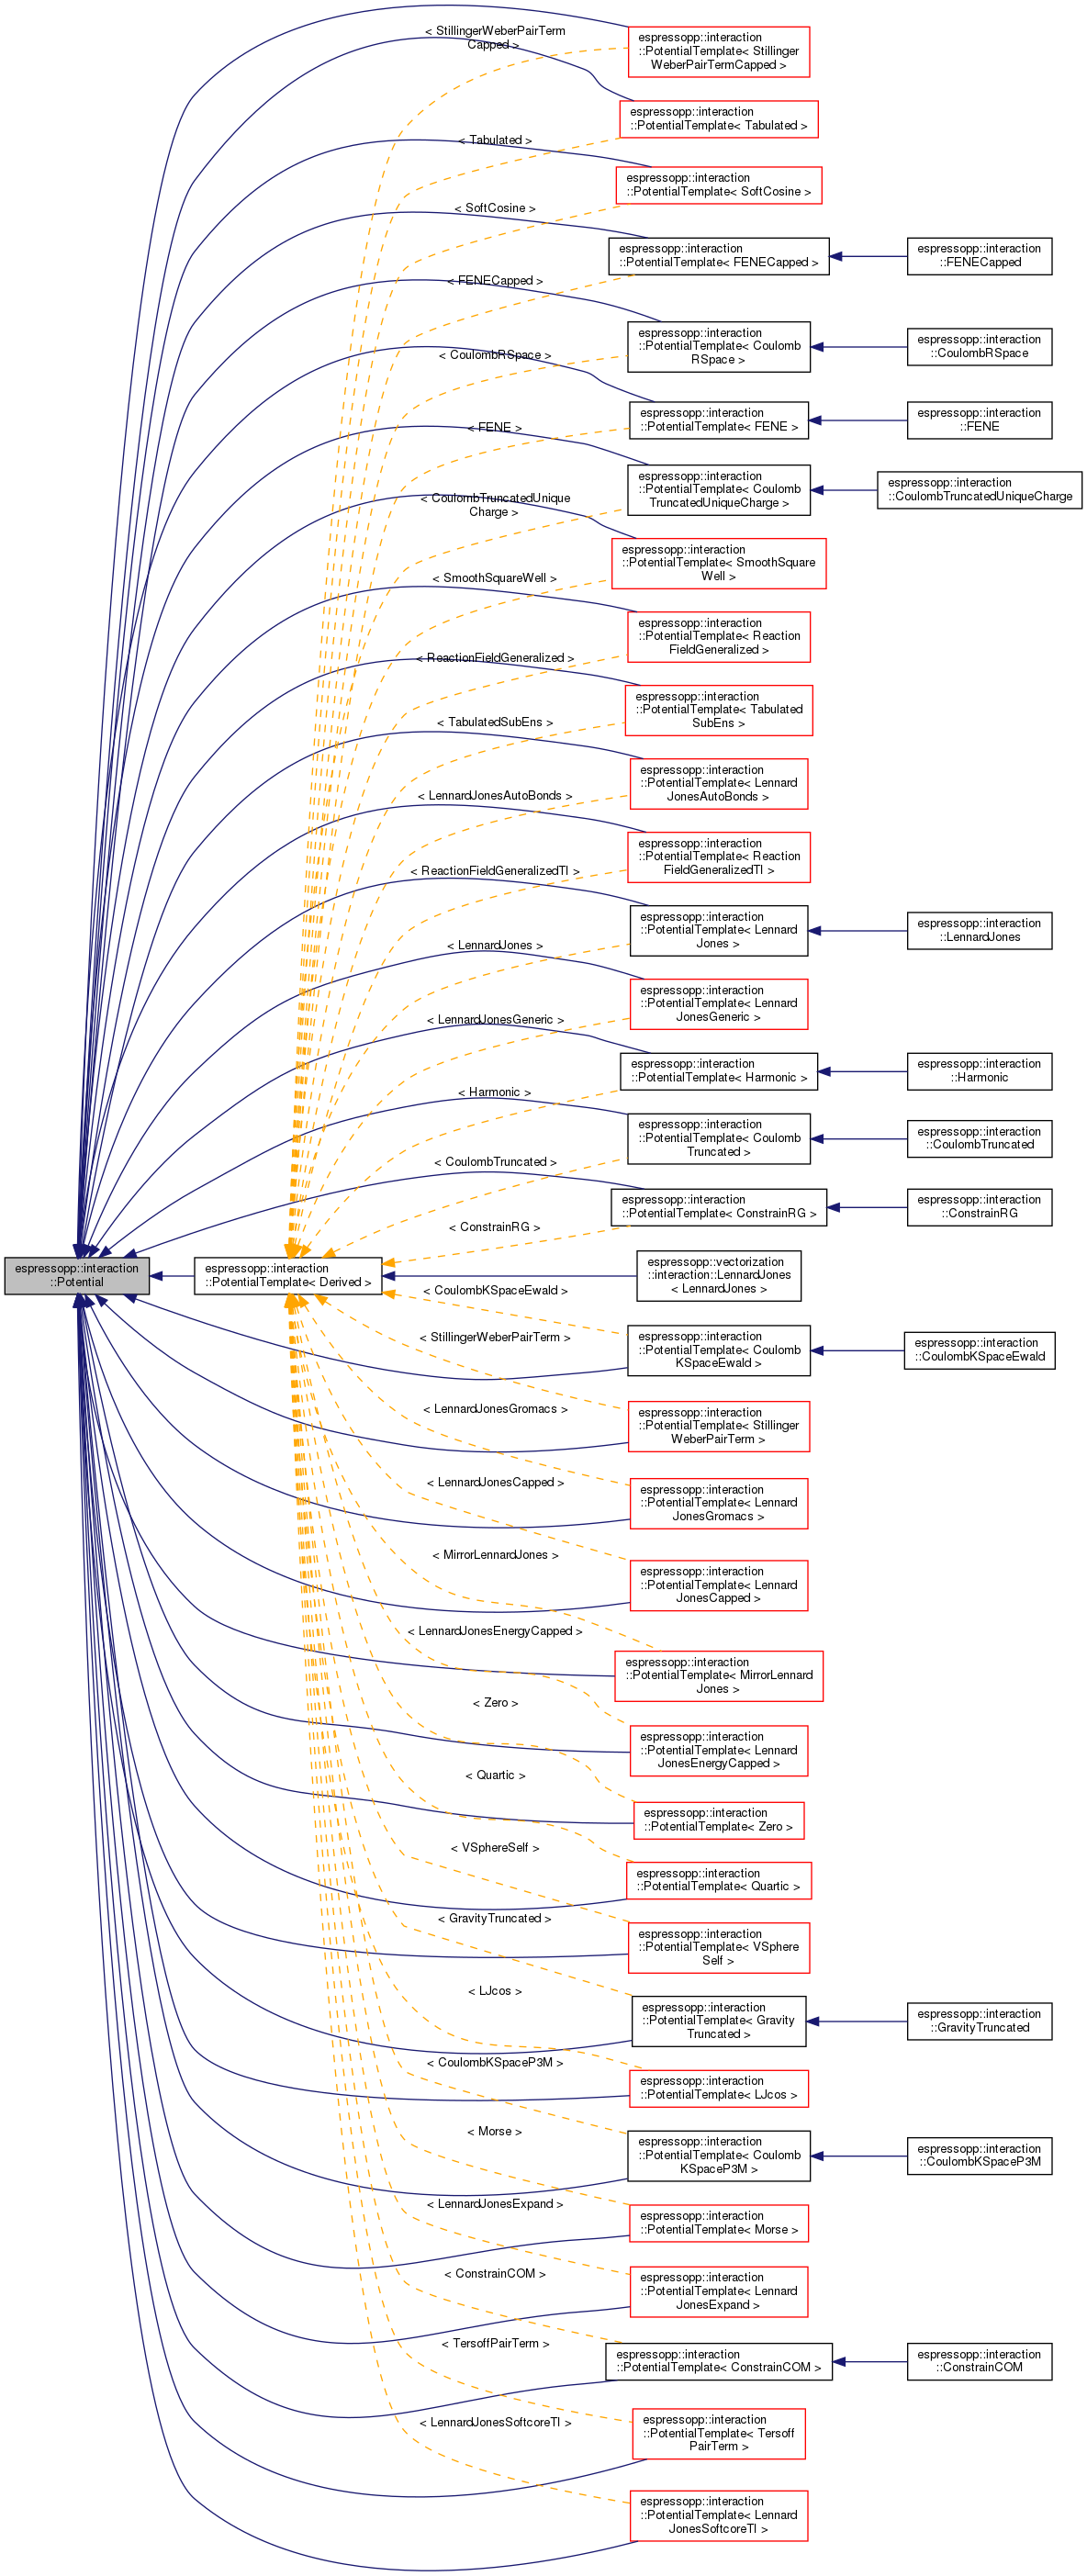 espressopp::interaction
::Potential
espressopp::interaction
::PotentialTemplate< Derived >
< StillingerWeberPairTerm
Capped >
< Tabulated >
< SoftCosine >
< FENECapped >
< CoulombRSpace >
< FENE >
< CoulombTruncatedUnique
Charge >
< SmoothSquareWell >
< ReactionFieldGeneralized >
< TabulatedSubEns >
< LennardJonesAutoBonds >
< ReactionFieldGeneralizedTI >
< LennardJones >
< LennardJonesGeneric >
< Harmonic >
< CoulombTruncated >
< ConstrainRG >
< CoulombKSpaceEwald >
< StillingerWeberPairTerm >
< LennardJonesGromacs >
< LennardJonesCapped >
< MirrorLennardJones >
< LennardJonesEnergyCapped >
< Zero >
< Quartic >
< VSphereSelf >
< GravityTruncated >
< LJcos >
< CoulombKSpaceP3M >
< Morse >
< LennardJonesExpand >
< ConstrainCOM >
< TersoffPairTerm >
< LennardJonesSoftcoreTI >
espressopp::interaction
::PotentialTemplate< Stillinger
WeberPairTermCapped >
espressopp::interaction
::PotentialTemplate< Tabulated >
espressopp::interaction
::PotentialTemplate< SoftCosine >
espressopp::interaction
::PotentialTemplate< FENECapped >
espressopp::interaction
::FENECapped
espressopp::interaction
::PotentialTemplate< Coulomb
RSpace >
espressopp::interaction
::CoulombRSpace
espressopp::interaction
::PotentialTemplate< FENE >
espressopp::interaction
::FENE
espressopp::interaction
::PotentialTemplate< Coulomb
TruncatedUniqueCharge >
espressopp::interaction
::CoulombTruncatedUniqueCharge
espressopp::interaction
::PotentialTemplate< SmoothSquare
Well >
espressopp::interaction
::PotentialTemplate< Reaction
FieldGeneralized >
espressopp::interaction
::PotentialTemplate< Tabulated
SubEns >
espressopp::interaction
::PotentialTemplate< Lennard
JonesAutoBonds >
espressopp::interaction
::PotentialTemplate< Reaction
FieldGeneralizedTI >
espressopp::interaction
::PotentialTemplate< Lennard
Jones >
espressopp::interaction
::LennardJones
espressopp::interaction
::PotentialTemplate< Lennard
JonesGeneric >
espressopp::interaction
::PotentialTemplate< Harmonic >
espressopp::interaction
::Harmonic
espressopp::interaction
::PotentialTemplate< Coulomb
Truncated >
espressopp::interaction
::CoulombTruncated
espressopp::interaction
::PotentialTemplate< ConstrainRG >
espressopp::interaction
::ConstrainRG
espressopp::vectorization
::interaction::LennardJones
< LennardJones >
espressopp::interaction
::PotentialTemplate< Coulomb
KSpaceEwald >
espressopp::interaction
::CoulombKSpaceEwald
espressopp::interaction
::PotentialTemplate< Stillinger
WeberPairTerm >
espressopp::interaction
::PotentialTemplate< Lennard
JonesGromacs >
espressopp::interaction
::PotentialTemplate< Lennard
JonesCapped >
espressopp::interaction
::PotentialTemplate< MirrorLennard
Jones >
espressopp::interaction
::PotentialTemplate< Lennard
JonesEnergyCapped >
espressopp::interaction
::PotentialTemplate< Zero >
espressopp::interaction
::PotentialTemplate< Quartic >
espressopp::interaction
::PotentialTemplate< VSphere
Self >
espressopp::interaction
::PotentialTemplate< Gravity
Truncated >
espressopp::interaction
::GravityTruncated
espressopp::interaction
::PotentialTemplate< LJcos >
espressopp::interaction
::PotentialTemplate< Coulomb
KSpaceP3M >
espressopp::interaction
::CoulombKSpaceP3M
espressopp::interaction
::PotentialTemplate< Morse >
espressopp::interaction
::PotentialTemplate< Lennard
JonesExpand >
espressopp::interaction
::PotentialTemplate< ConstrainCOM >
espressopp::interaction
::ConstrainCOM
espressopp::interaction
::PotentialTemplate< Tersoff
PairTerm >
espressopp::interaction
::PotentialTemplate< Lennard
JonesSoftcoreTI >